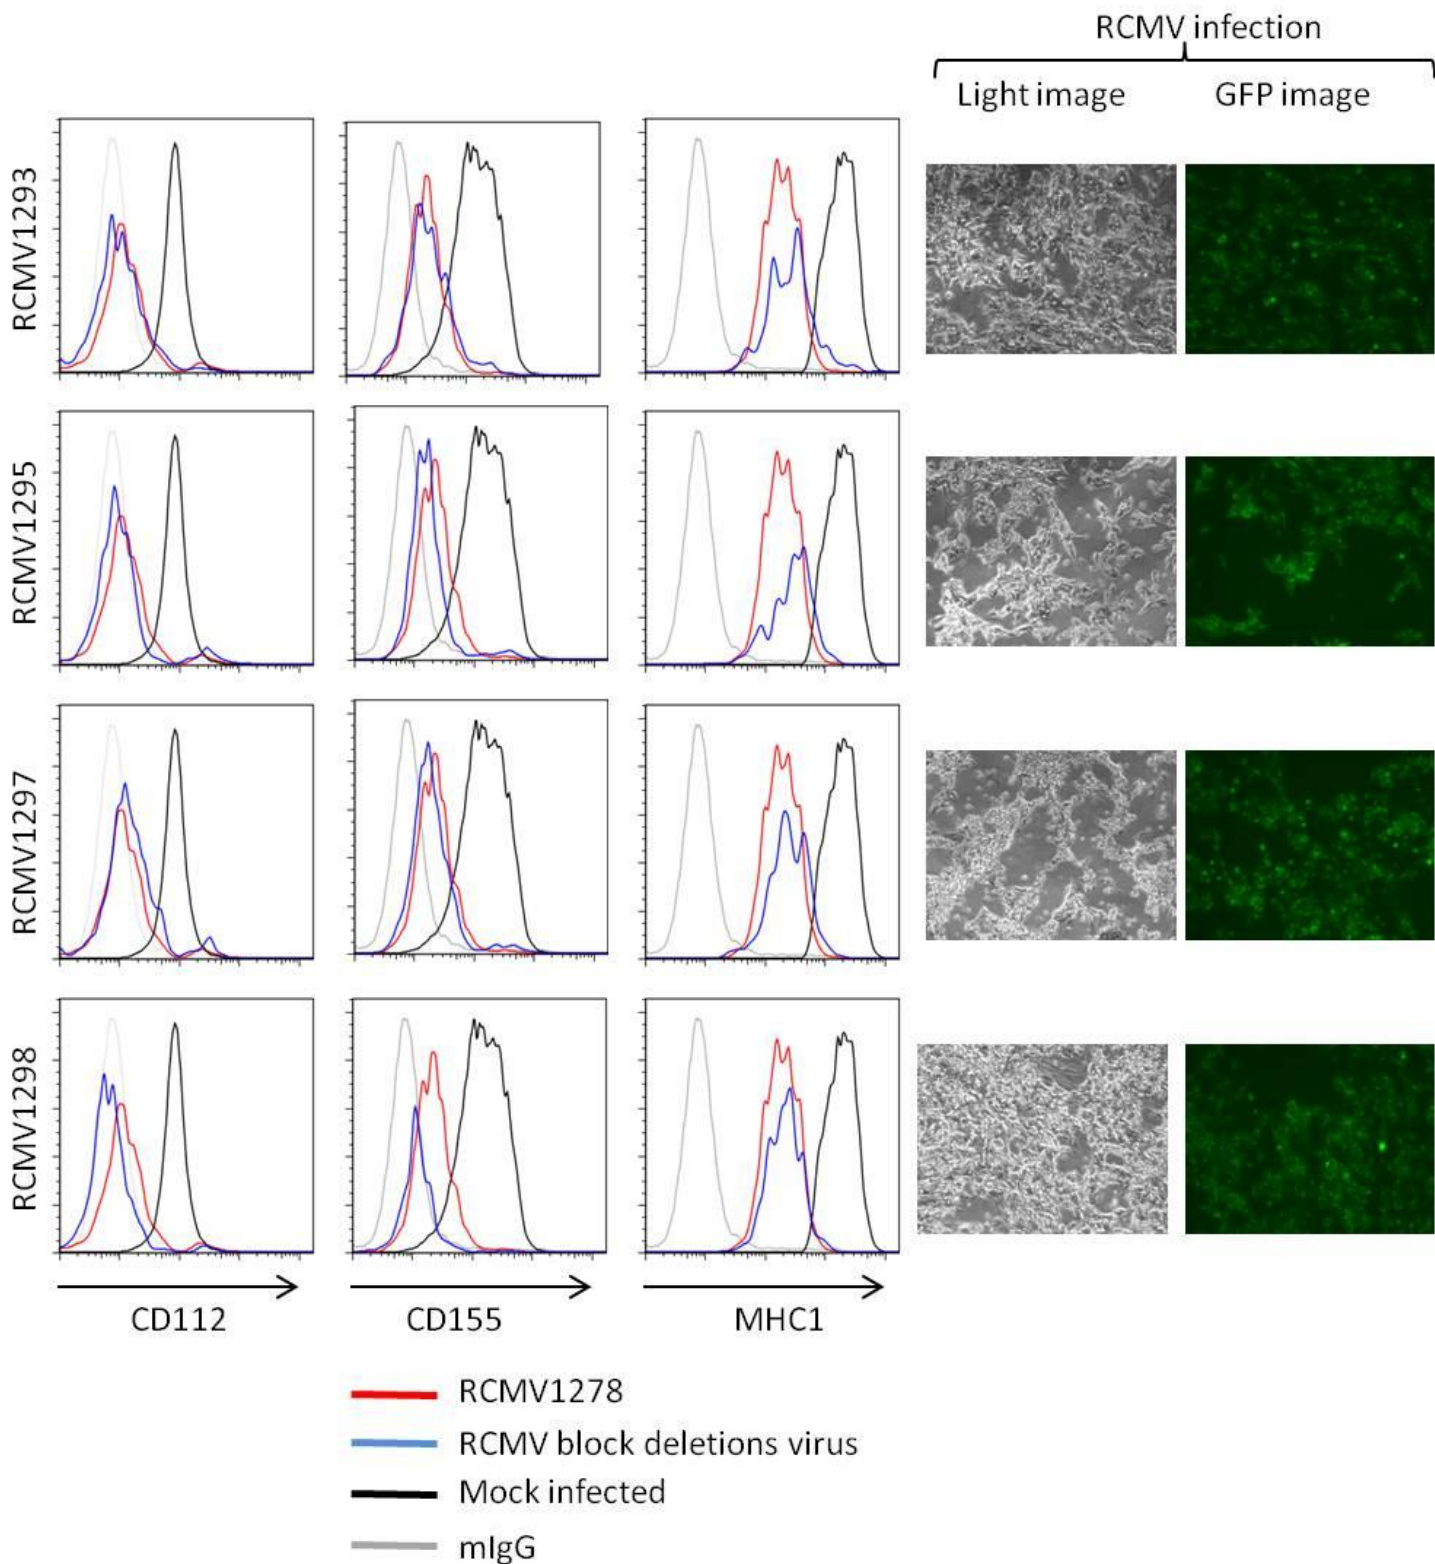 RCMV infection
Light image
GFP image
RCMV1293
RCMV1295
RCMV1297
RCMV1298
CD112
CD155
MHC1
RCMV1278
RCMV block deletions virus
Mock infected
mIgG